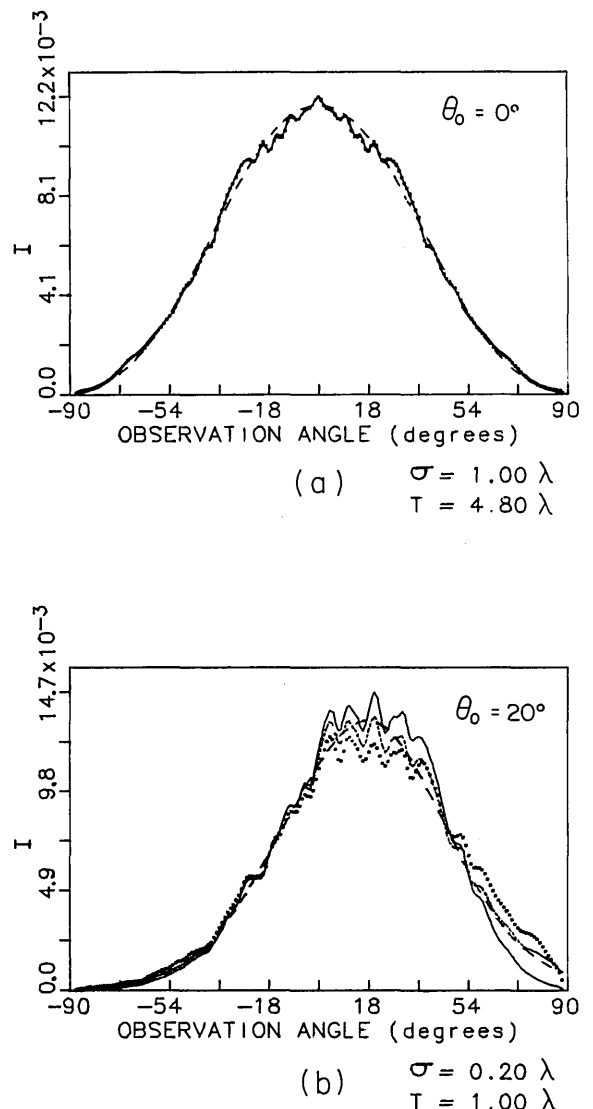 12.2x10⁻³
8.1
4.1
0.0
I
θ₀ = 0°
-90 -54 -18 18 54 90
OBSERVATION ANGLE (degrees)
(a)
σ = 1.00 λ
T = 4.80 λ
14.7x10⁻³
9.8
4.9
0.0
I
θ₀ = 20°
-90 -54 -18 18 54 90
OBSERVATION ANGLE (degrees)
(b)
σ = 0.20 λ
T = 1.00 λ